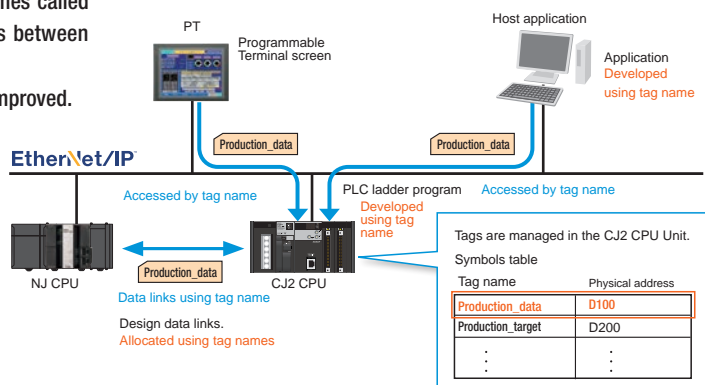 mes called
s between
mproved.
PT
Programmable
Terminal screen
Host application
Application
Developed
using tag name
Production_data
Production_data
EtherNet/IP™
Accessed by tag name
PLC ladder program
Developed
using tag
name
Accessed by tag name
NJ CPU
Production_data
Data links using tag name
Design data links.
Allocated using tag names
CJ2 CPU
Tags are managed in the CJ2 CPU Unit.
Symbols table
Tag name Physical address
Production_data D100
Production_target D200